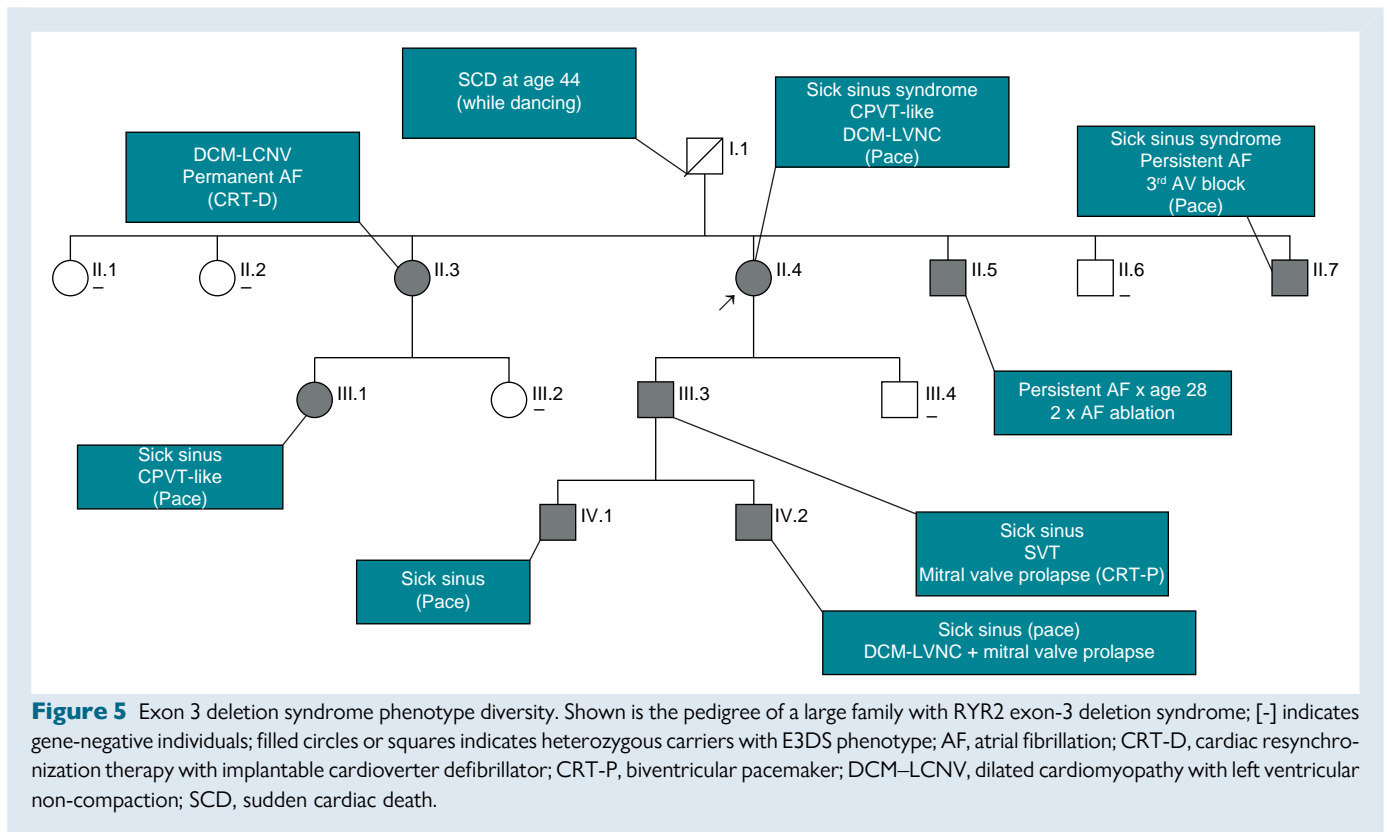 SCD at age 44
(while dancing)
Sick sinus syndrome
CPVT-like
DCM-LVNC
(Pace)
DCM-LCNV
Permanent AF
(CRT-D)
Sick sinus syndrome
Persistent AF
3rd AV block
(Pace)
I.1
II.1
–
II.2
–
II.3
II.4
II.5
II.6
–
II.7
III.1
III.2
–
III.3
III.4
–
Persistent AF x age 28
2 x AF ablation
Sick sinus
CPVT-like
(Pace)
IV.1
IV.2
Sick sinus
(Pace)
Sick sinus
SVT
Mitral valve prolapse (CRT-P)
Sick sinus (pace)
DCM-LVNC + mitral valve prolapse
Figure 5 Exon 3 deletion syndrome phenotype diversity. Shown is the pedigree of a large family with RYR2 exon-3 deletion syndrome; [-] indicates
gene-negative individuals; filled circles or squares indicates heterozygous carriers with E3DS phenotype; AF, atrial fibrillation; CRT-D, cardiac resynchro-
nization therapy with implantable cardioverter defibrillator; CRT-P, biventricular pacemaker; DCM–LCNV, dilated cardiomyopathy with left ventricular
non-compaction; SCD, sudden cardiac death.